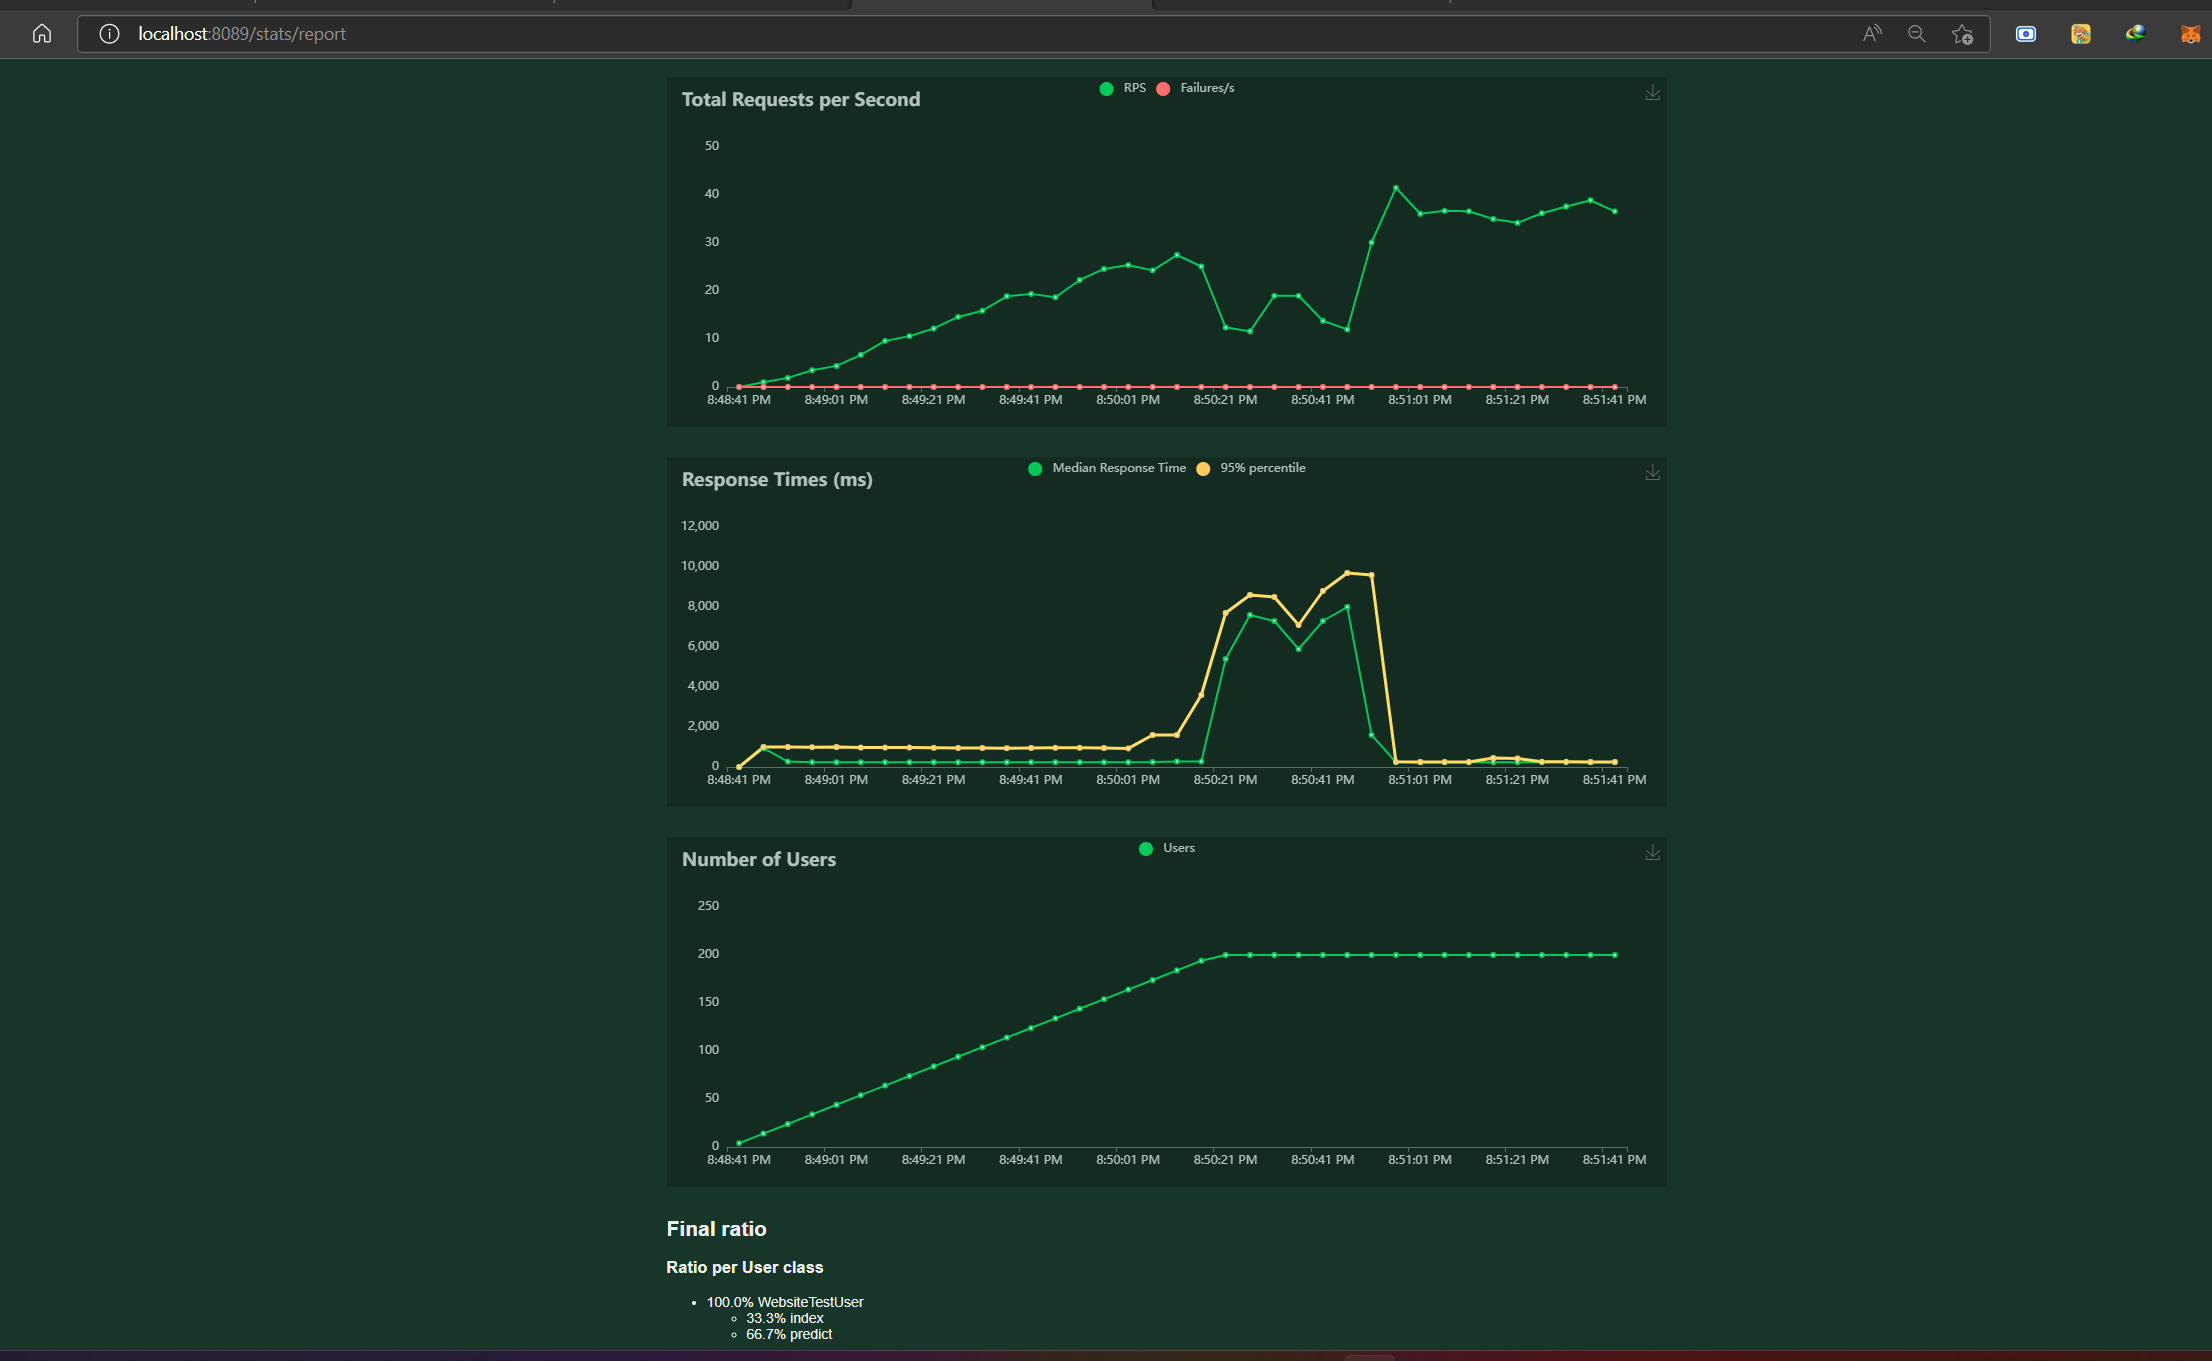 localhost:8089/stats/report
Total Requests per Second
RPS Failures/s
50
40
30
20
10
0
8:48:41 PM 8:49:01 PM 8:49:21 PM 8:49:41 PM 8:50:01 PM 8:50:21 PM 8:50:41 PM 8:51:01 PM 8:51:21 PM 8:51:41 PM
Response Times (ms)
Median Response Time 95% percentile
12,000
10,000
8,000
6,000
4,000
2,000
0
8:48:41 PM 8:49:01 PM 8:49:21 PM 8:49:41 PM 8:50:01 PM 8:50:21 PM 8:50:41 PM 8:51:01 PM 8:51:21 PM 8:51:41 PM
Number of Users
Users
250
200
150
100
50
0
8:48:41 PM 8:49:01 PM 8:49:21 PM 8:49:41 PM 8:50:01 PM 8:50:21 PM 8:50:41 PM 8:51:01 PM 8:51:21 PM 8:51:41 PM
Final ratio
Ratio per User class
• 100.0% WebsiteTestUser
◦ 33.3% index
◦ 66.7% predict